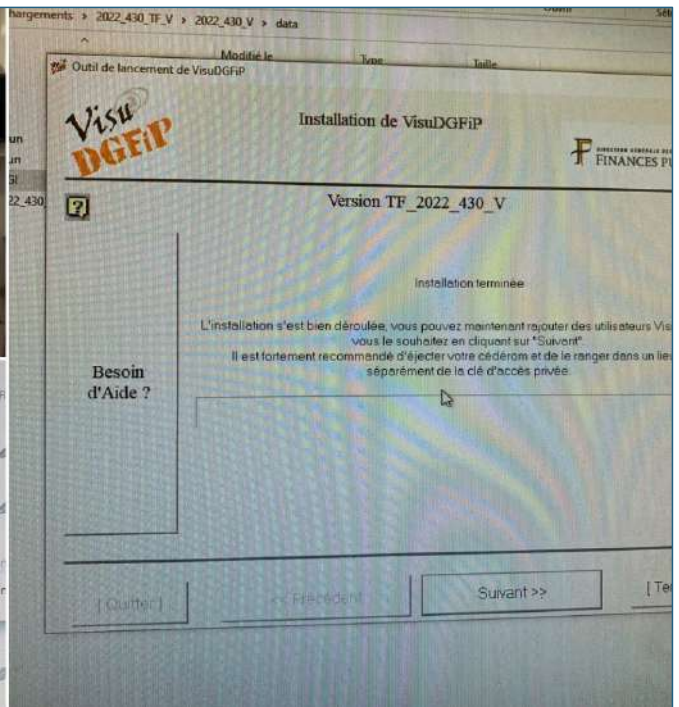 hargements > 2022_430_TF_V > 2022_430_V > data
Modifié le Type Taille
Outil de lancement de VisuDGFiP
Visu
DGFiP
Installation de VisuDGFiP
FINANCES PU
22_430
Version TF_2022_430_V
Installation terminée
L'installation s'est bien déroulée, vous pouvez maintenant rajouter des utilisateurs Vis
vous le souhaitez en cliquant sur "Suivant".
Il est fortement recommandé d'éjecter votre cédérom et de le ranger dans un lie
séparément de la clé d'accès privée.
Besoin
d'Aide ?
[ Quitter ]
<< Précédent
Suivant >>
[ Te